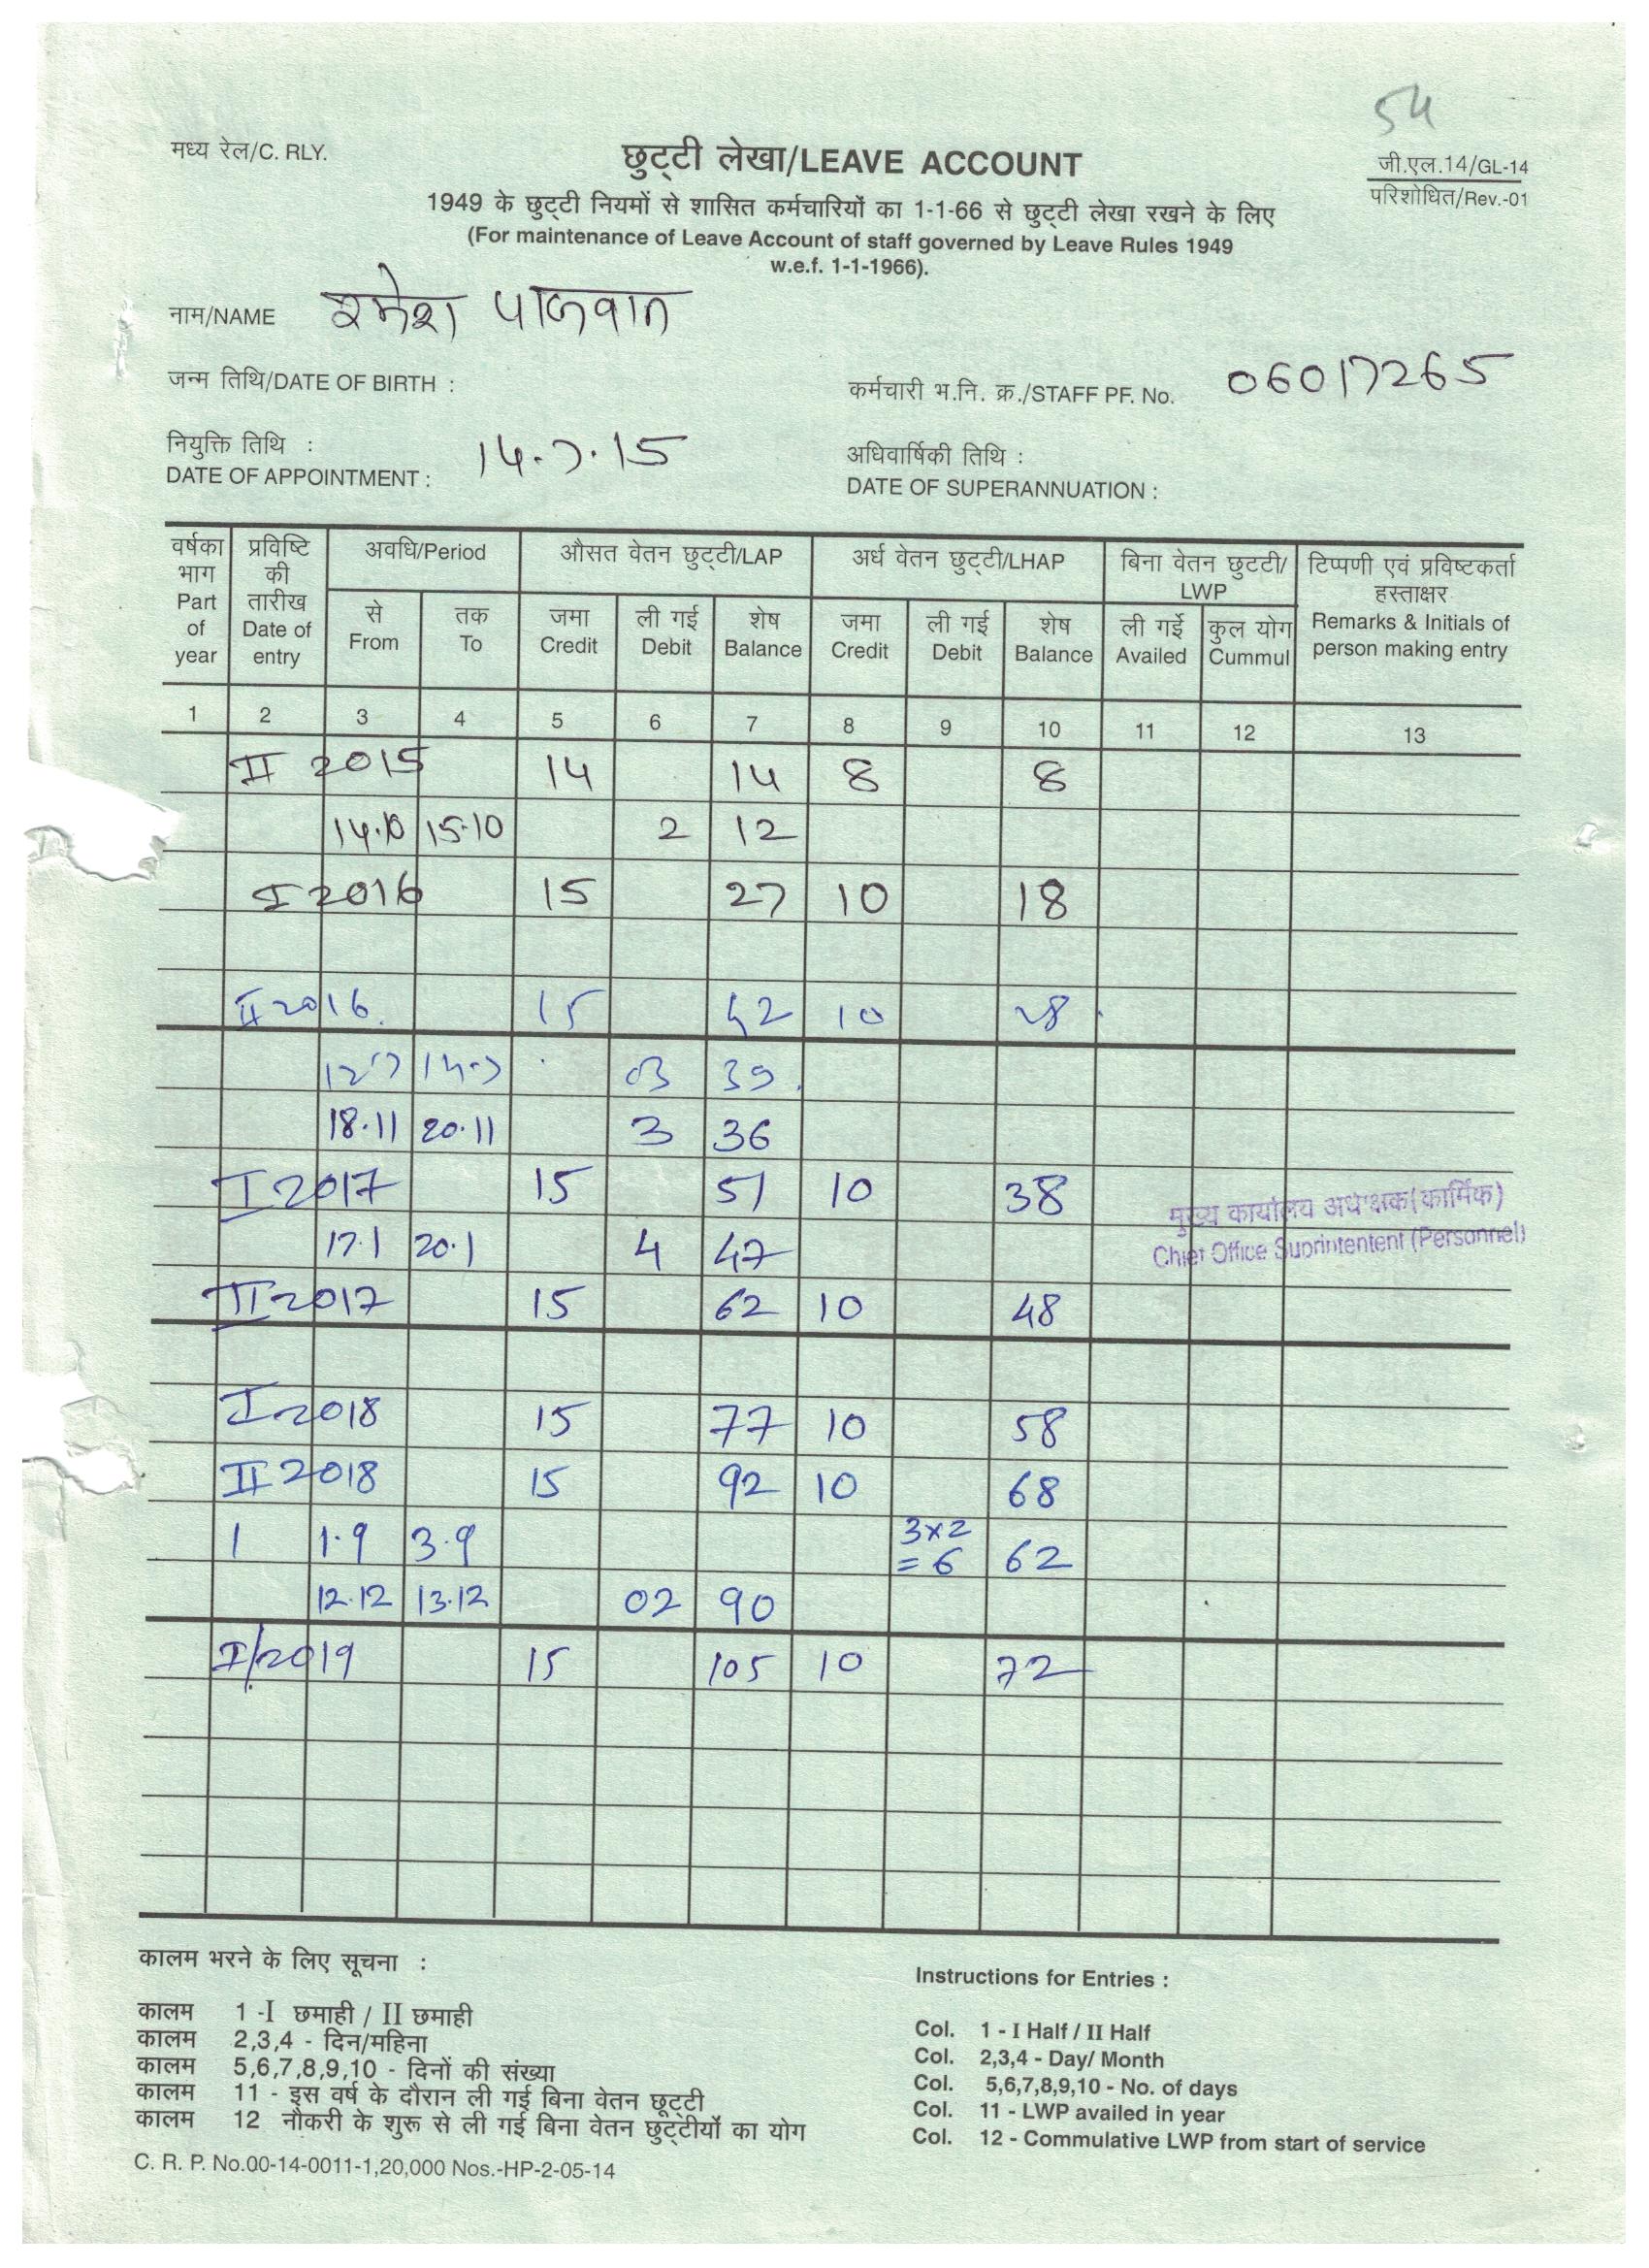 54
मध्य रेल/C. RLY.
छुट्टी लेखा/LEAVE ACCOUNT
जी.एल.14/GL-14
परिशोधित/Rev.-01
1949 के छुट्टी नियमों से शासित कर्मचारियों का 1-1-66 से छुट्टी लेखा रखने के लिए
(For maintenance of Leave Account of staff governed by Leave Rules 1949
w.e.f. 1-1-1966).
नाम/NAME रमेश पाजवान
जन्म तिथि/DATE OF BIRTH :
कर्मचारी भ.नि. क्र./STAFF PF. No. 06017265
नियुक्ति तिथि :
DATE OF APPOINTMENT : 14.7.15
अधिवार्षिकी तिथि :
DATE OF SUPERANNUATION :
वर्षका भाग Part of year
प्रविष्टि की तारीख Date of entry
अवधि/Period
औसत वेतन छुट्टी/LAP
अर्ध वेतन छुट्टी/LHAP
बिना वेतन छुटटी/ LWP
टिप्पणी एवं प्रविष्टकर्ता हस्ताक्षर Remarks & Initials of person making entry
से From तक To जमा Credit ली गई Debit शेष Balance जमा Credit ली गई Debit शेष Balance ली गईे Availed कुल योग Cummul
1 2 3 4 5 6 7 8 9 10 11 12 13
II 2015 14 14 8 8
14.10 15.10 2 12
I 2016 15 27 10 18
II 2016. 15 42 10 28
12.7 14.7 03 39
18.11 20.11 3 36
I 2017 15 51 10 38
मुख्य कार्यालय अधीक्षक(कार्मिक)
17.1 20.1 4 47
Chief Office Suprintentent (Personnel)
II 2017 15 62 10 48
I 2018 15 77 10 58
II 2018 15 92 10 68
1 1.9 3.9 3x2 = 6 62
12.12 13.12 02 90
I/2019 15 105 10 72
कालम भरने के लिए सूचना :
कालम 1 -I छमाही / II छमाही
कालम 2,3,4 - दिन/महिना
कालम 5,6,7,8,9,10 - दिनों की संख्या
कालम 11 - इस वर्ष के दौरान ली गई बिना वेतन छूट्टी
कालम 12 नौकरी के शुरू से ली गई बिना वेतन छुट्टीयों का योग
C. R. P. No.00-14-0011-1,20,000 Nos.-HP-2-05-14
Instructions for Entries :
Col. 1 - I Half / II Half
Col. 2,3,4 - Day/ Month
Col. 5,6,7,8,9,10 - No. of days
Col. 11 - LWP availed in year
Col. 12 - Commulative LWP from start of service